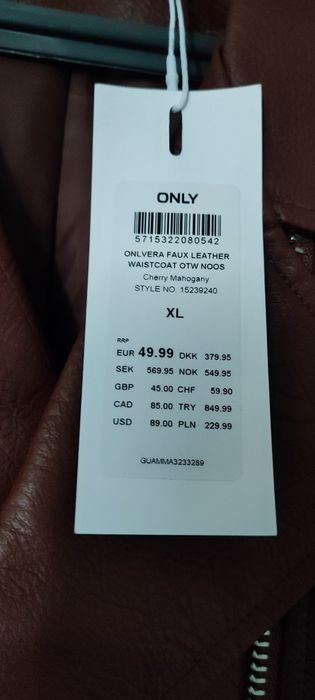 ONLY
5715322080542
ONLVERA FAUX LEATHER
WAISTCOAT OTW NOOS
Cherry Mahogany
STYLE NO. 15239240
XL
RRP
EUR 49.99 DKK 379.95
SEK 569.95 NOK 549.95
GBP 45.00 CHF 59.90
CAD 85.00 TRY 849.99
USD 89.00 PLN 229.99
GUAMMA3233289